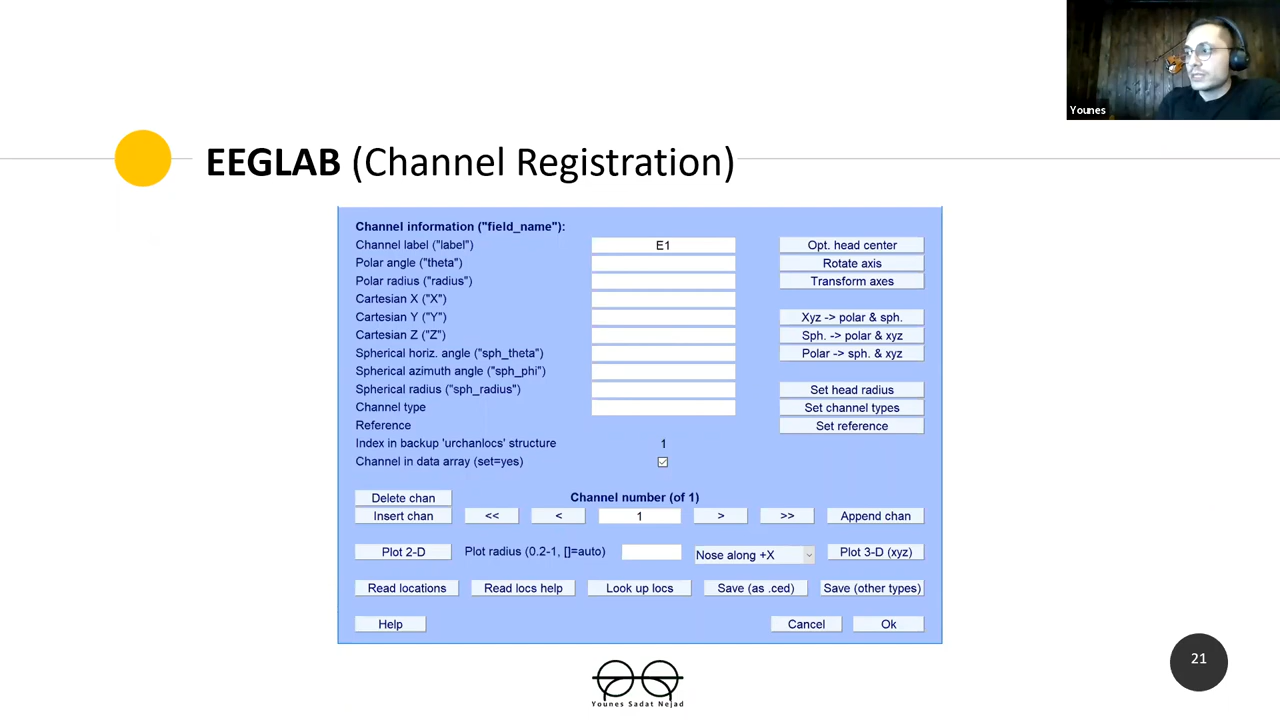 Younes
EEGLAB (Channel Registration)
Channel information ("field_name"):
Channel label ("label") E1 Opt. head center
Polar angle ("theta") Rotate axis
Polar radius ("radius") Transform axes
Cartesian X ("X")
Cartesian Y ("Y") Xyz -> polar & sph.
Cartesian Z ("Z") Sph. -> polar & xyz
Spherical horiz. angle ("sph_theta") Polar -> sph. & xyz
Spherical azimuth angle ("sph_phi")
Spherical radius ("sph_radius") Set head radius
Channel type Set channel types
Reference Set reference
Index in backup 'urchanlocs' structure 1
Channel in data array (set=yes)
Delete chan Channel number (of 1)
Insert chan << < 1 > >> Append chan
Plot 2-D Plot radius (0.2-1, []=auto) Nose along +X Plot 3-D (xyz)
Read locations Read locs help Look up locs Save (as .ced) Save (other types)
Help Cancel Ok
21
Younes Sadat Nejad